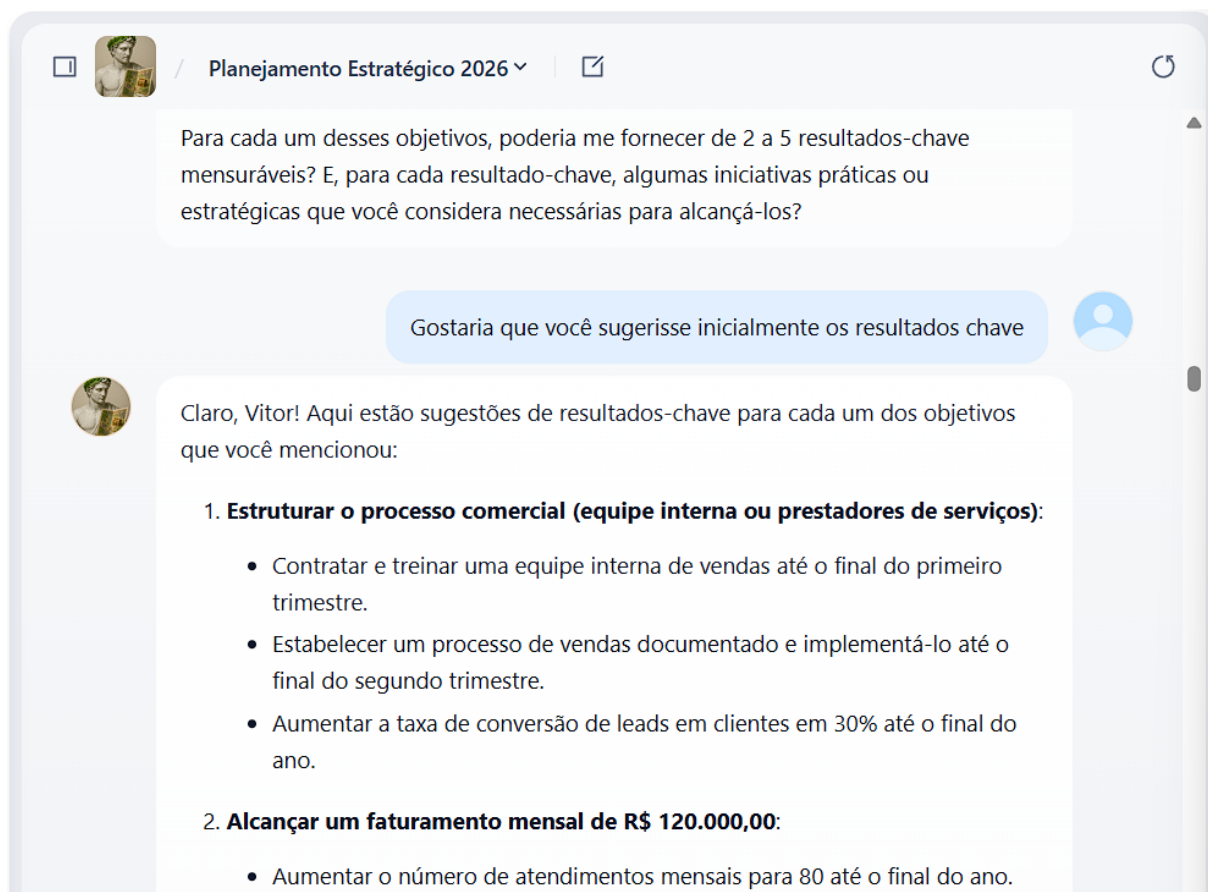 Planejamento Estratégico 2026
Para cada um desses objetivos, poderia me fornecer de 2 a 5 resultados-chave
mensuráveis? E, para cada resultado-chave, algumas iniciativas práticas ou
estratégicas que você considera necessárias para alcançá-los?
Gostaria que você sugerisse inicialmente os resultados chave
Claro, Vitor! Aqui estão sugestões de resultados-chave para cada um dos objetivos
que você mencionou:
1. Estruturar o processo comercial (equipe interna ou prestadores de serviços):
• Contratar e treinar uma equipe interna de vendas até o final do primeiro
trimestre.
• Estabelecer um processo de vendas documentado e implementá-lo até o
final do segundo trimestre.
• Aumentar a taxa de conversão de leads em clientes em 30% até o final do
ano.
2. Alcançar um faturamento mensal de R$ 120.000,00:
• Aumentar o número de atendimentos mensais para 80 até o final do ano.